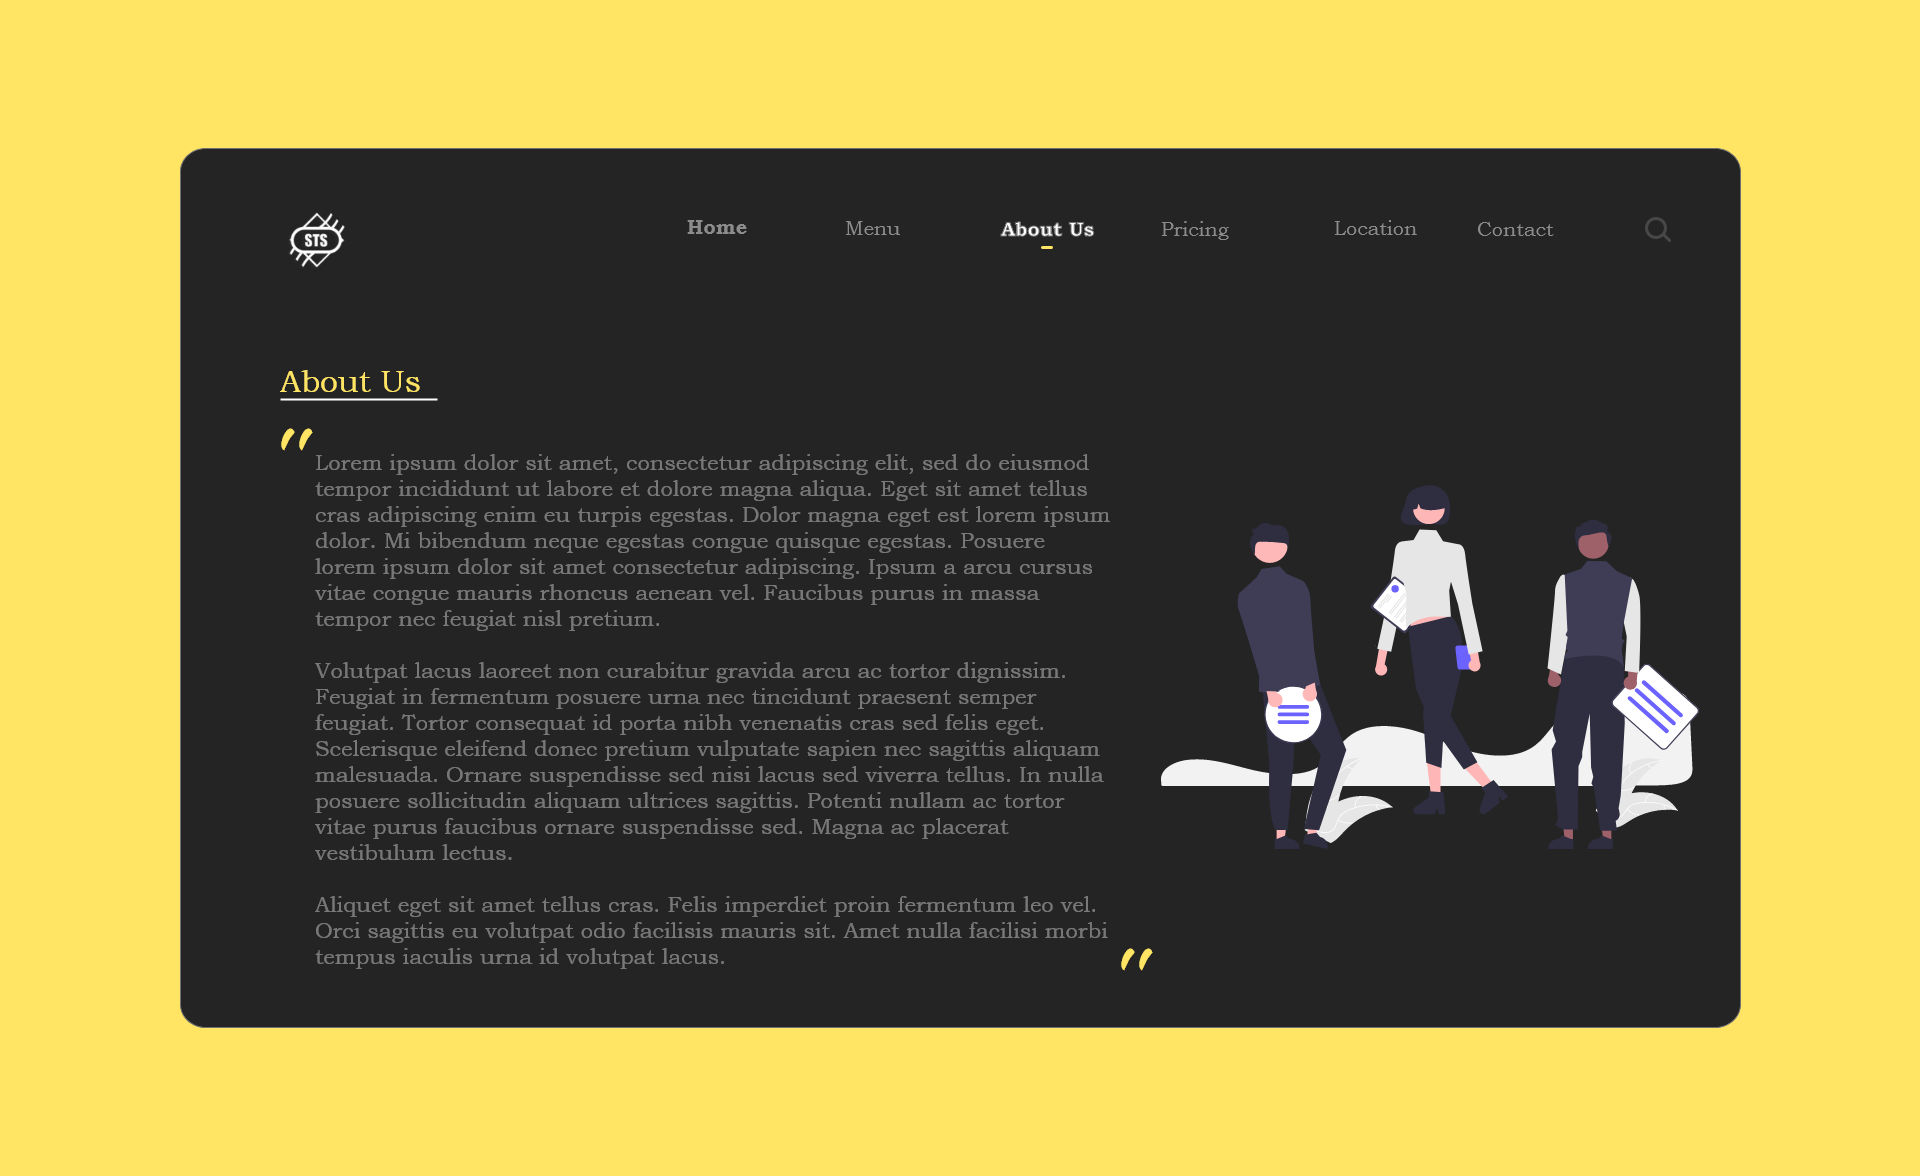 STS
Home
Menu
About Us
Pricing
Location
Contact
About Us
"
Lorem ipsum dolor sit amet, consectetur adipiscing elit, sed do eiusmod
tempor incididunt ut labore et dolore magna aliqua. Eget sit amet tellus
cras adipiscing enim eu turpis egestas. Dolor magna eget est lorem ipsum
dolor. Mi bibendum neque egestas congue quisque egestas. Posuere
lorem ipsum dolor sit amet consectetur adipiscing. Ipsum a arcu cursus
vitae congue mauris rhoncus aenean vel. Faucibus purus in massa
tempor nec feugiat nisl pretium.
Volutpat lacus laoreet non curabitur gravida arcu ac tortor dignissim.
Feugiat in fermentum posuere urna nec tincidunt praesent semper
feugiat. Tortor consequat id porta nibh venenatis cras sed felis eget.
Scelerisque eleifend donec pretium vulputate sapien nec sagittis aliquam
malesuada. Ornare suspendisse sed nisi lacus sed viverra tellus. In nulla
posuere sollicitudin aliquam ultrices sagittis. Potenti nullam ac tortor
vitae purus faucibus ornare suspendisse sed. Magna ac placerat
vestibulum lectus.
Aliquet eget sit amet tellus cras. Felis imperdiet proin fermentum leo vel.
Orci sagittis eu volutpat odio facilisis mauris sit. Amet nulla facilisi morbi
tempus iaculis urna id volutpat lacus.
"